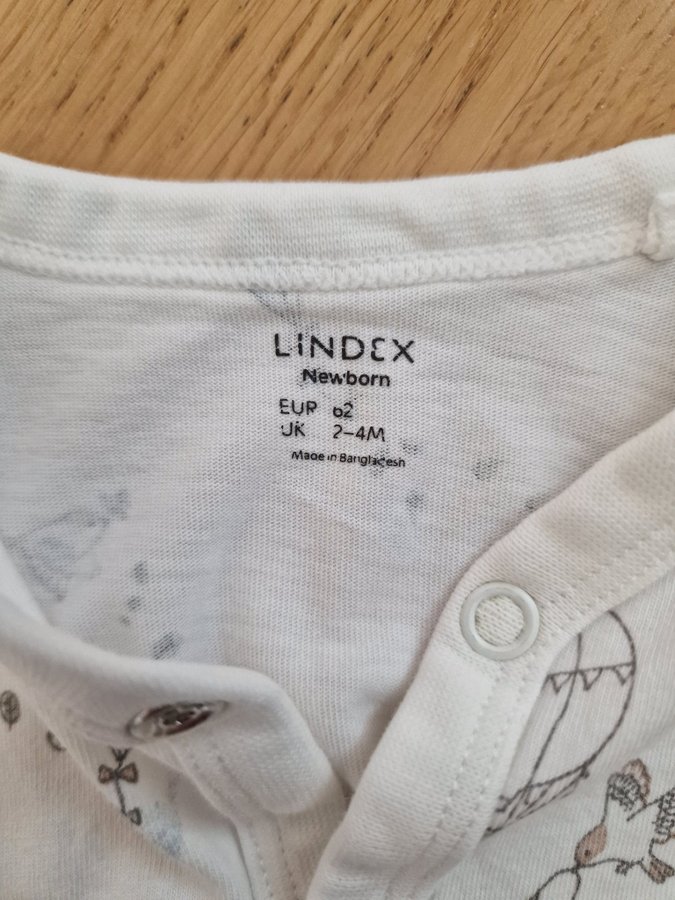 LINDEX
Newborn
EUR 62
UK 2-4M
Made in Bangladesh